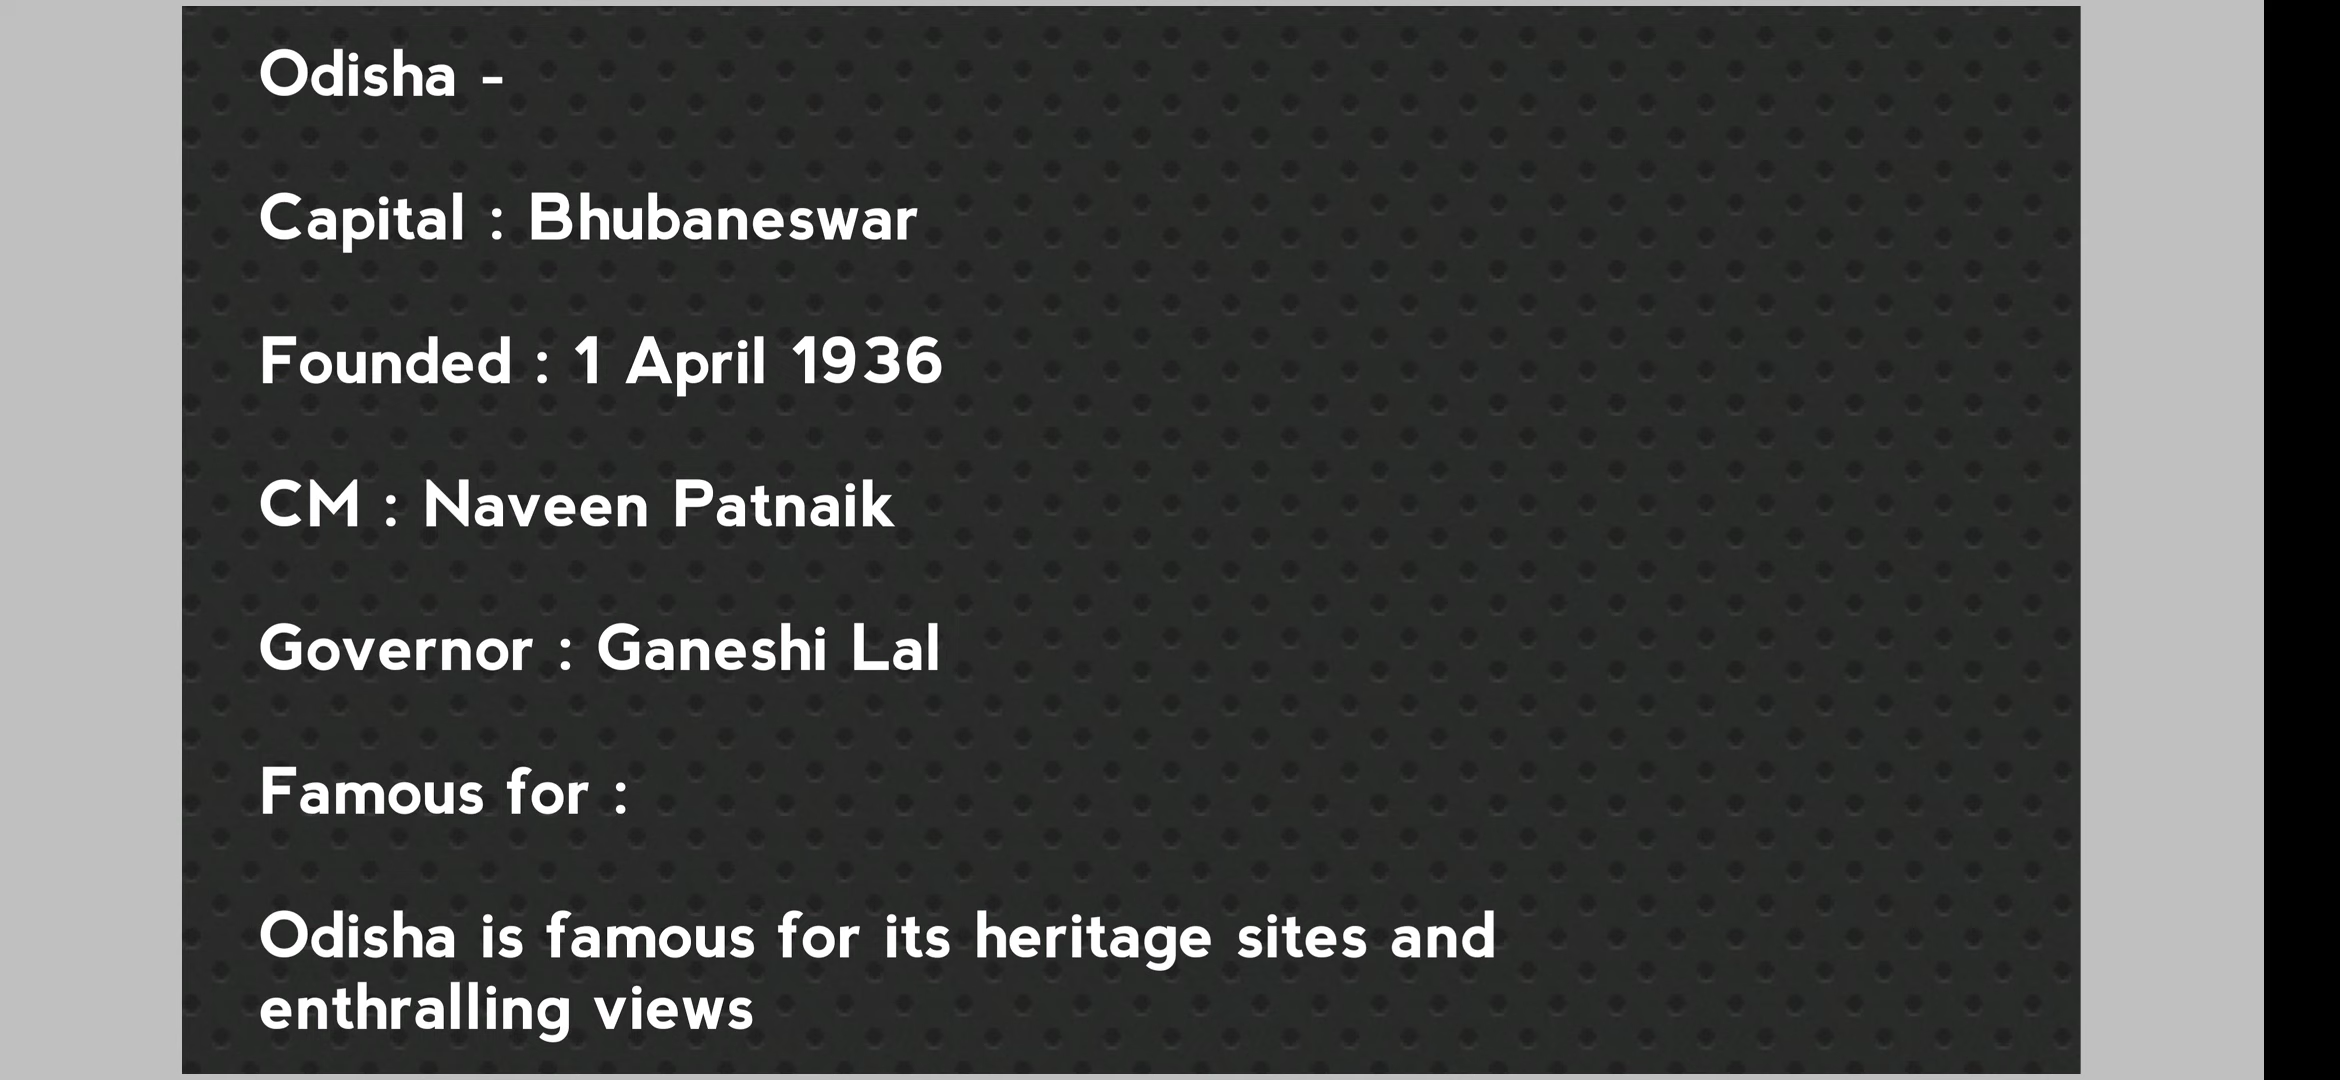 Odisha -
Capital : Bhubaneswar
Founded : 1 April 1936
CM : Naveen Patnaik
Governor : Ganeshi Lal
Famous for :
Odisha is famous for its heritage sites and
enthralling views